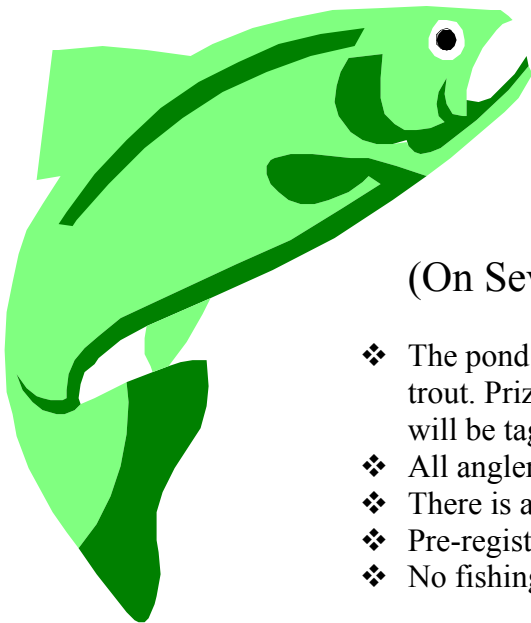 (On Sev
❖ The pond
trout. Priz
will be tag
❖ All angler
❖ There is a
❖ Pre-regist
❖ No fishing